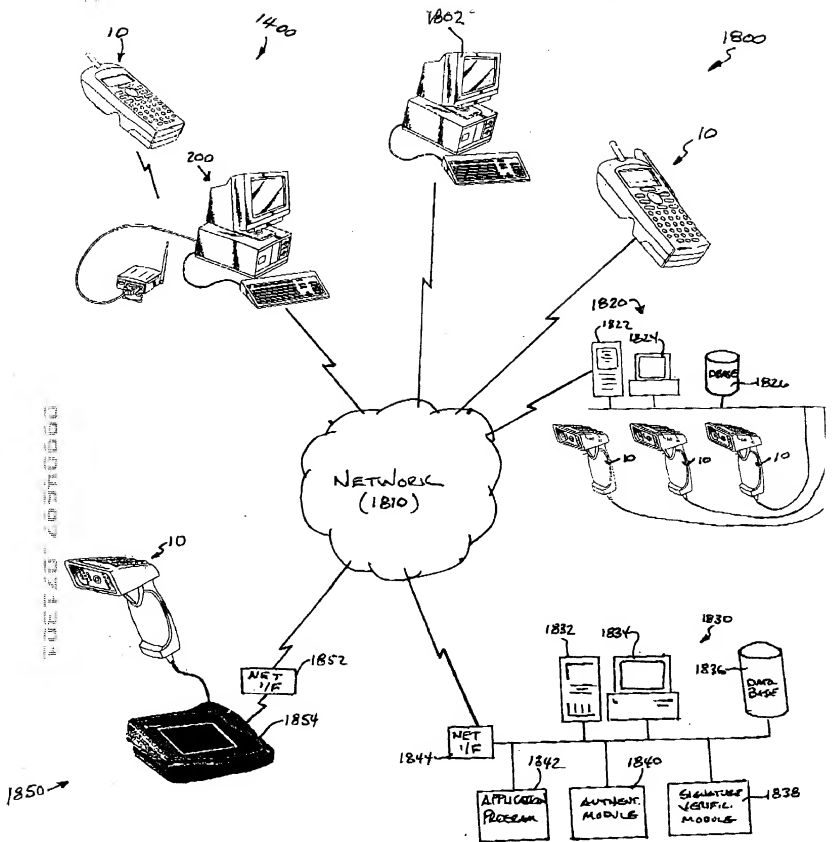 10
1400
1802
1800
10
200
1820
1822
1824
DBASE
1826
10
10
10
NETWORK
(1810)
10
1830
1832
1834
1836
DATA
BASE
NET
I/F
1852
1854
NET
I/F
1844
1842
1840
1850
APPLICATION
PROGRAM
AUTHENT.
MODULE
SIGNATURE
VERIFIC.
MODULE
1838